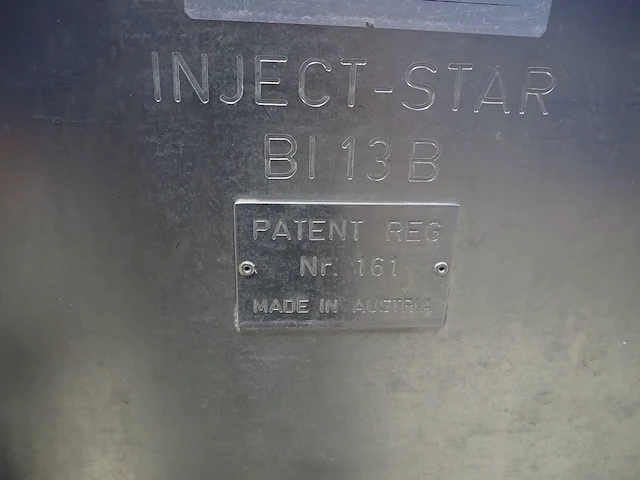 INJECT-STAR
BI 13 B
PATENT REG
Nr. 161
MADE IN AUSTRIA